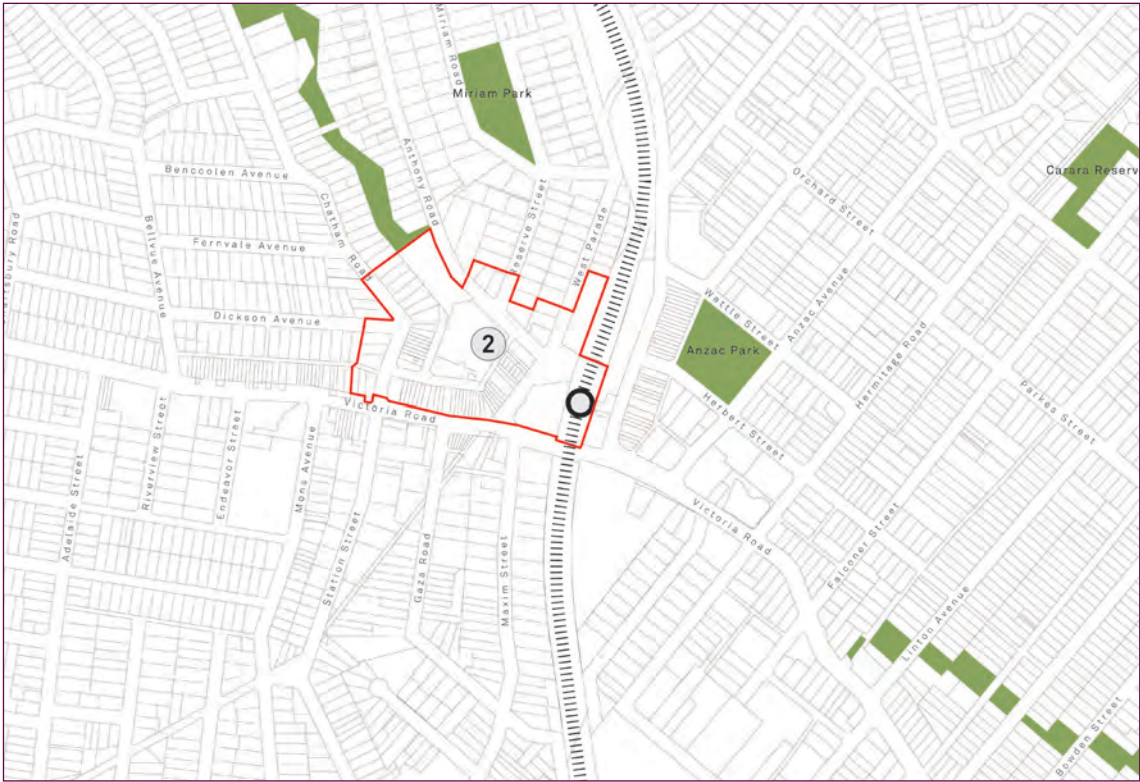 Miriam Road
Miriam Park
Anthony Road
Carara Reserv
Bencoolen Avenue
Orchard Street
Chatham Road
Reserve Street
West Parade
Bellvue Avenue
Fernvale Avenue
Wattle Street
Anzac Avenue
Dickson Avenue
2
Anzac Park
Hermitage Road
Parkes Street
Victoria Road
Herbert Street
Adelaide Street
Riverview Street
Endeavor Street
Mons Avenue
Station Street
Gaza Road
Maxim Street
Victoria Road
Falconer Street
Linton Avenue
Bowden Street